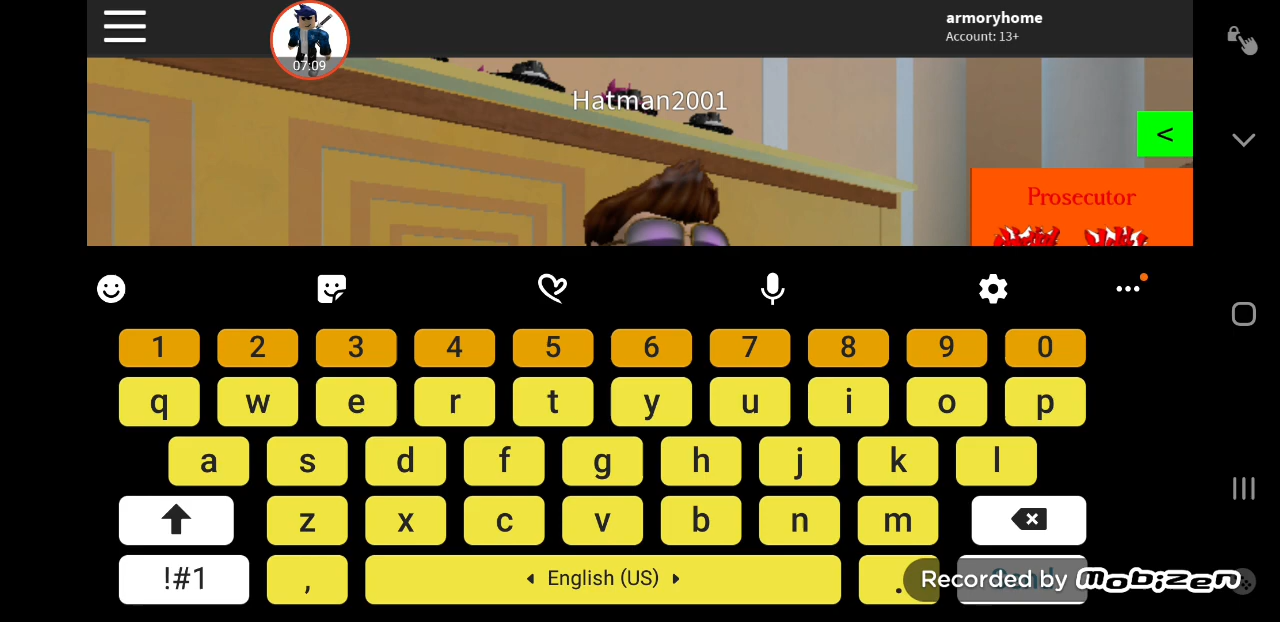 armoryhome
Account: 13+
07:09
Hatman2001
<
Prosecutor
1 2 3 4 5 6 7 8 9 0
q w e r t y u i o p
a s d f g h j k l
z x c v b n m
!#1 , English (US) .
Recorded by mobizen